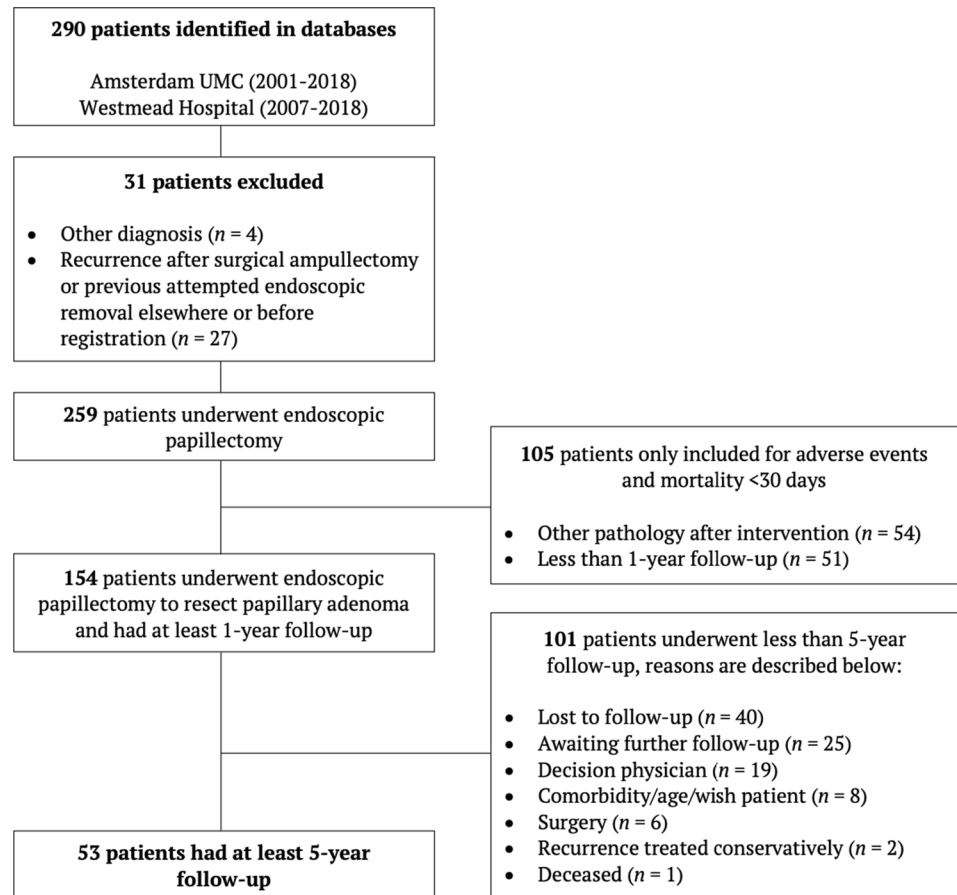 290 patients identified in databases
Amsterdam UMC (2001-2018)
Westmead Hospital (2007-2018)
31 patients excluded
• Other diagnosis (n = 4)
• Recurrence after surgical ampullectomy
or previous attempted endoscopic
removal elsewhere or before
registration (n = 27)
259 patients underwent endoscopic
papillectomy
105 patients only included for adverse events
and mortality <30 days
• Other pathology after intervention (n = 54)
• Less than 1-year follow-up (n = 51)
154 patients underwent endoscopic
papillectomy to resect papillary adenoma
and had at least 1-year follow-up
101 patients underwent less than 5-year
follow-up, reasons are described below:
• Lost to follow-up (n = 40)
• Awaiting further follow-up (n = 25)
• Decision physician (n = 19)
• Comorbidity/age/wish patient (n = 8)
• Surgery (n = 6)
• Recurrence treated conservatively (n = 2)
• Deceased (n = 1)
53 patients had at least 5-year
follow-up